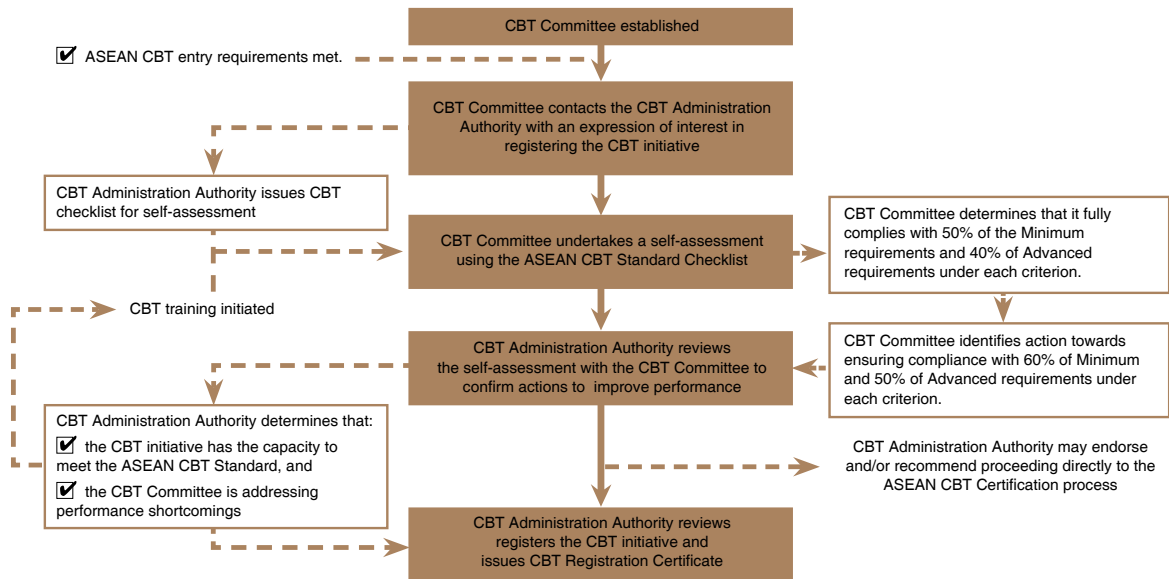 CBT Committee established
ASEAN CBT entry requirements met.
CBT Committee contacts the CBT Administration
Authority with an expression of interest in
registering the CBT initiative
CBT Administration Authority issues CBT
checklist for self-assessment
CBT Committee undertakes a self-assessment
using the ASEAN CBT Standard Checklist
CBT Committee determines that it fully
complies with 50% of the Minimum
requirements and 40% of Advanced
requirements under each criterion.
CBT training initiated
CBT Administration Authority reviews
the self-assessment with the CBT Committee to
confirm actions to improve performance
CBT Committee identifies action towards
ensuring compliance with 60% of Minimum
and 50% of Advanced requirements under
each criterion.
CBT Administration Authority determines that:
the CBT initiative has the capacity to
meet the ASEAN CBT Standard, and
the CBT Committee is addressing
performance shortcomings
CBT Administration Authority may endorse
and/or recommend proceeding directly to the
ASEAN CBT Certification process
CBT Administration Authority reviews
registers the CBT initiative and
issues CBT Registration Certificate